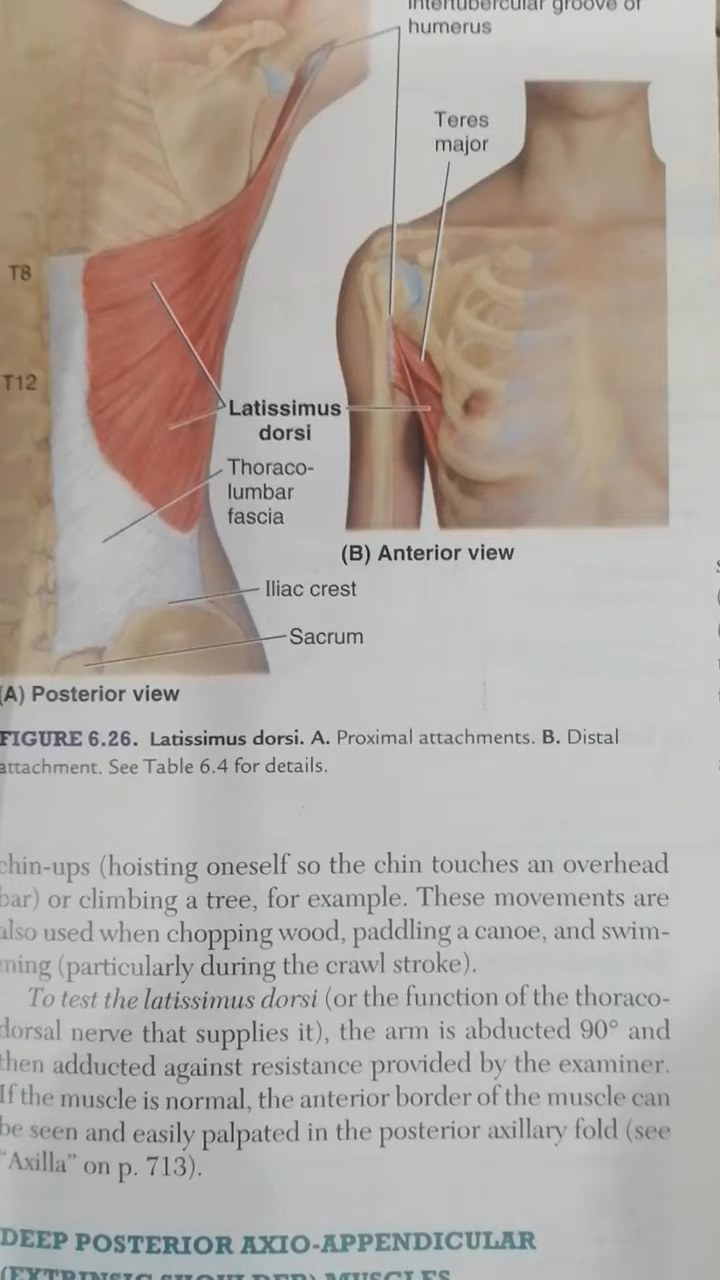 Intertubercular groove of
humerus
Teres
major
T8
T12
Latissimus
dorsi
Thoraco-
lumbar
fascia
(B) Anterior view
Iliac crest
Sacrum
(A) Posterior view
FIGURE 6.26. Latissimus dorsi. A. Proximal attachments. B. Distal
attachment. See Table 6.4 for details.
chin-ups (hoisting oneself so the chin touches an overhead
bar) or climbing a tree, for example. These movements are
also used when chopping wood, paddling a canoe, and swim-
ming (particularly during the crawl stroke).
To test the latissimus dorsi (or the function of the thoraco-
dorsal nerve that supplies it), the arm is abducted 90° and
then adducted against resistance provided by the examiner.
If the muscle is normal, the anterior border of the muscle can
be seen and easily palpated in the posterior axillary fold (see
"Axilla" on p. 713).
DEEP POSTERIOR AXIO-APPENDICULAR
(EXTRINSIC SHOULDER) MUSCLES